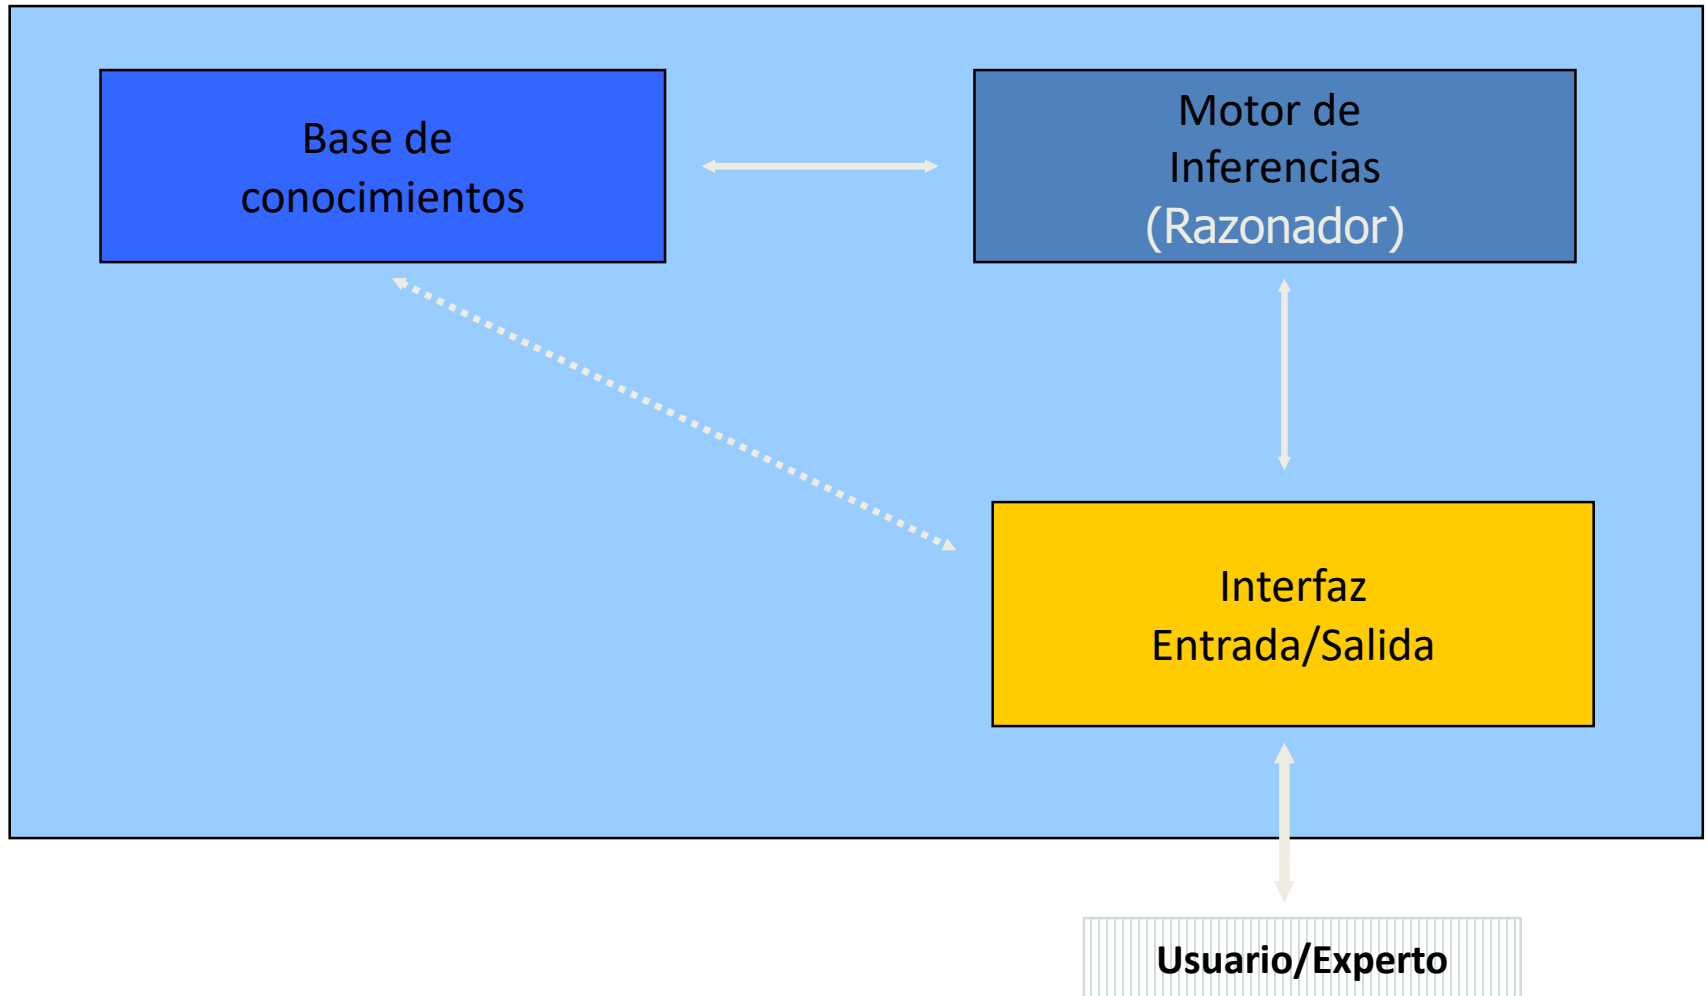 Base de
conocimientos
Motor de
Inferencias
(Razonador)
Interfaz
Entrada/Salida
Usuario/Experto